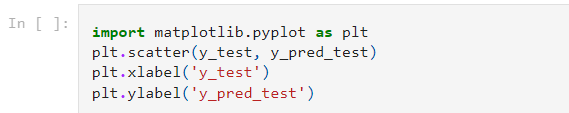 In [ ]:
import matplotlib.pyplot as plt
plt.scatter(y_test, y_pred_test)
plt.xlabel('y_test')
plt.ylabel('y_pred_test')